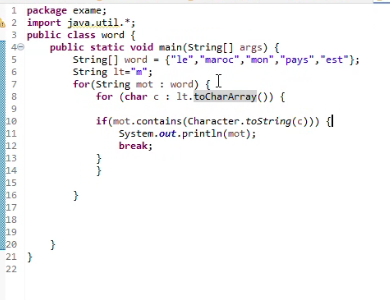 1 package exame;
2 import java.util.*;
3 public class word {
4 public static void main(String[] args) {
5 String[] word = {"le","maroc","mon","pays","est"};
6 String lt="m";
7 for(String mot : word) {
8 for (char c : lt.toCharArray()) {
9
10 if(mot.contains(Character.toString(c))) {
11 System.out.println(mot);
12 break;
13 }
14 }
15
16 }
17
18
19
20 }
21 }
22